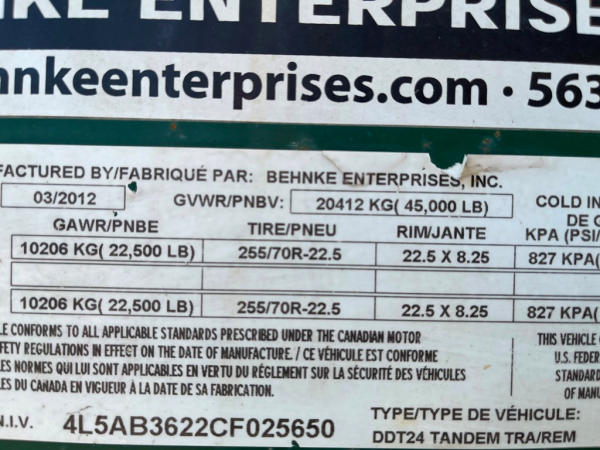 NKE ENTERPRISE
hnkeenterprises.com · 563
FACTURED BY/FABRIQUÉ PAR: BEHNKE ENTERPRISES, INC.
03/2012 GVWR/PNBV: 20412 KG( 45,000 LB) COLD IN
GAWR/PNBE TIRE/PNEU RIM/JANTE DE G
KPA (PSI/
10206 KG( 22,500 LB) 255/70R-22.5 22.5 X 8.25 827 KPA(
10206 KG( 22,500 LB) 255/70R-22.5 22.5 X 8.25 827 KPA(
LE CONFORMS TO ALL APPLICABLE STANDARDS PRESCRIBED UNDER THE CANADIAN MOTOR THIS VEHICLE
FETY REGULATIONS IN EFFECT ON THE DATE OF MANUFACTURE. / CE VÉHICULE EST CONFORME U.S. FEDER
LES NORMES QUI LUI SONT APPLICABLES EN VERTU DU RÈGLEMENT SUR LA SÉCURITÉ DES VÉHICULES STANDARD
LES DU CANADA EN VIGUEUR À LA DATE DE SA FABRICATION. OF MANU
N.I.V. 4L5AB3622CF025650 TYPE/TYPE DE VÉHICULE:
DDT24 TANDEM TRA/REM